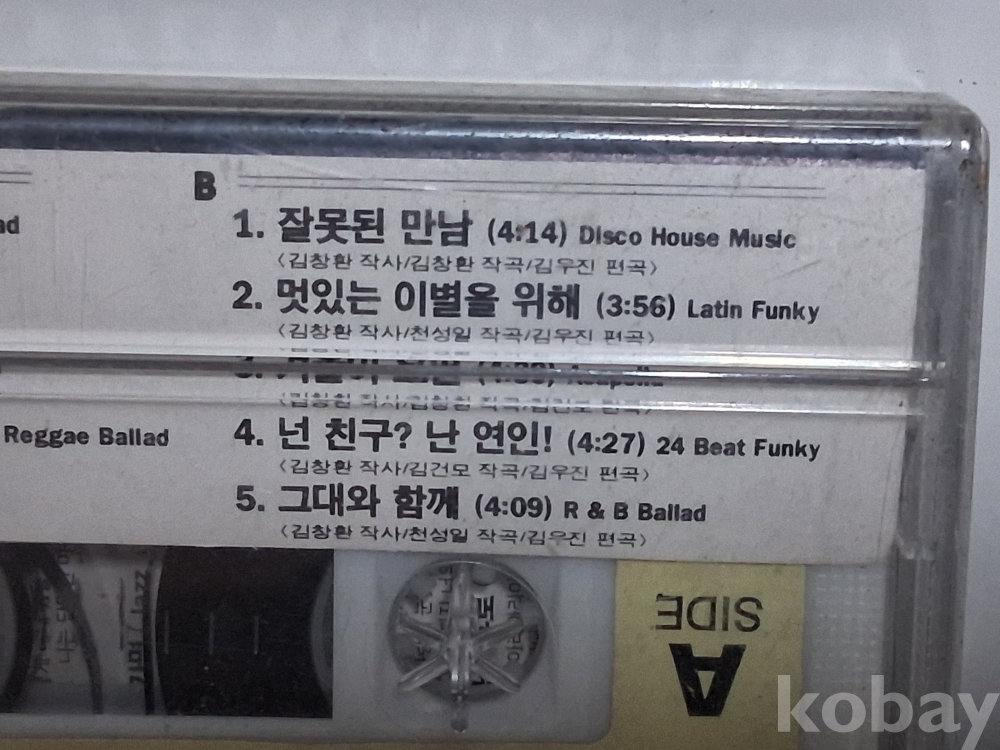 ad
B
1. 잘못된 만남 (4:14) Disco House Music
〈김창환 작사/김창환 작곡/김우진 편곡〉
2. 멋있는 이별을 위해 (3:56) Latin Funky
〈김창환 작사/천성일 작곡/김우진 편곡〉
3.
Reggae Ballad
4. 넌 친구? 난 연인! (4:27) 24 Beat Funky
〈김창환 작사/김건모 작곡/김우진 편곡〉
5. 그대와 함께 (4:09) R & B Ballad
〈김창환 작사/천성일 작곡/김우진 편곡〉
SIDE
A
kobay